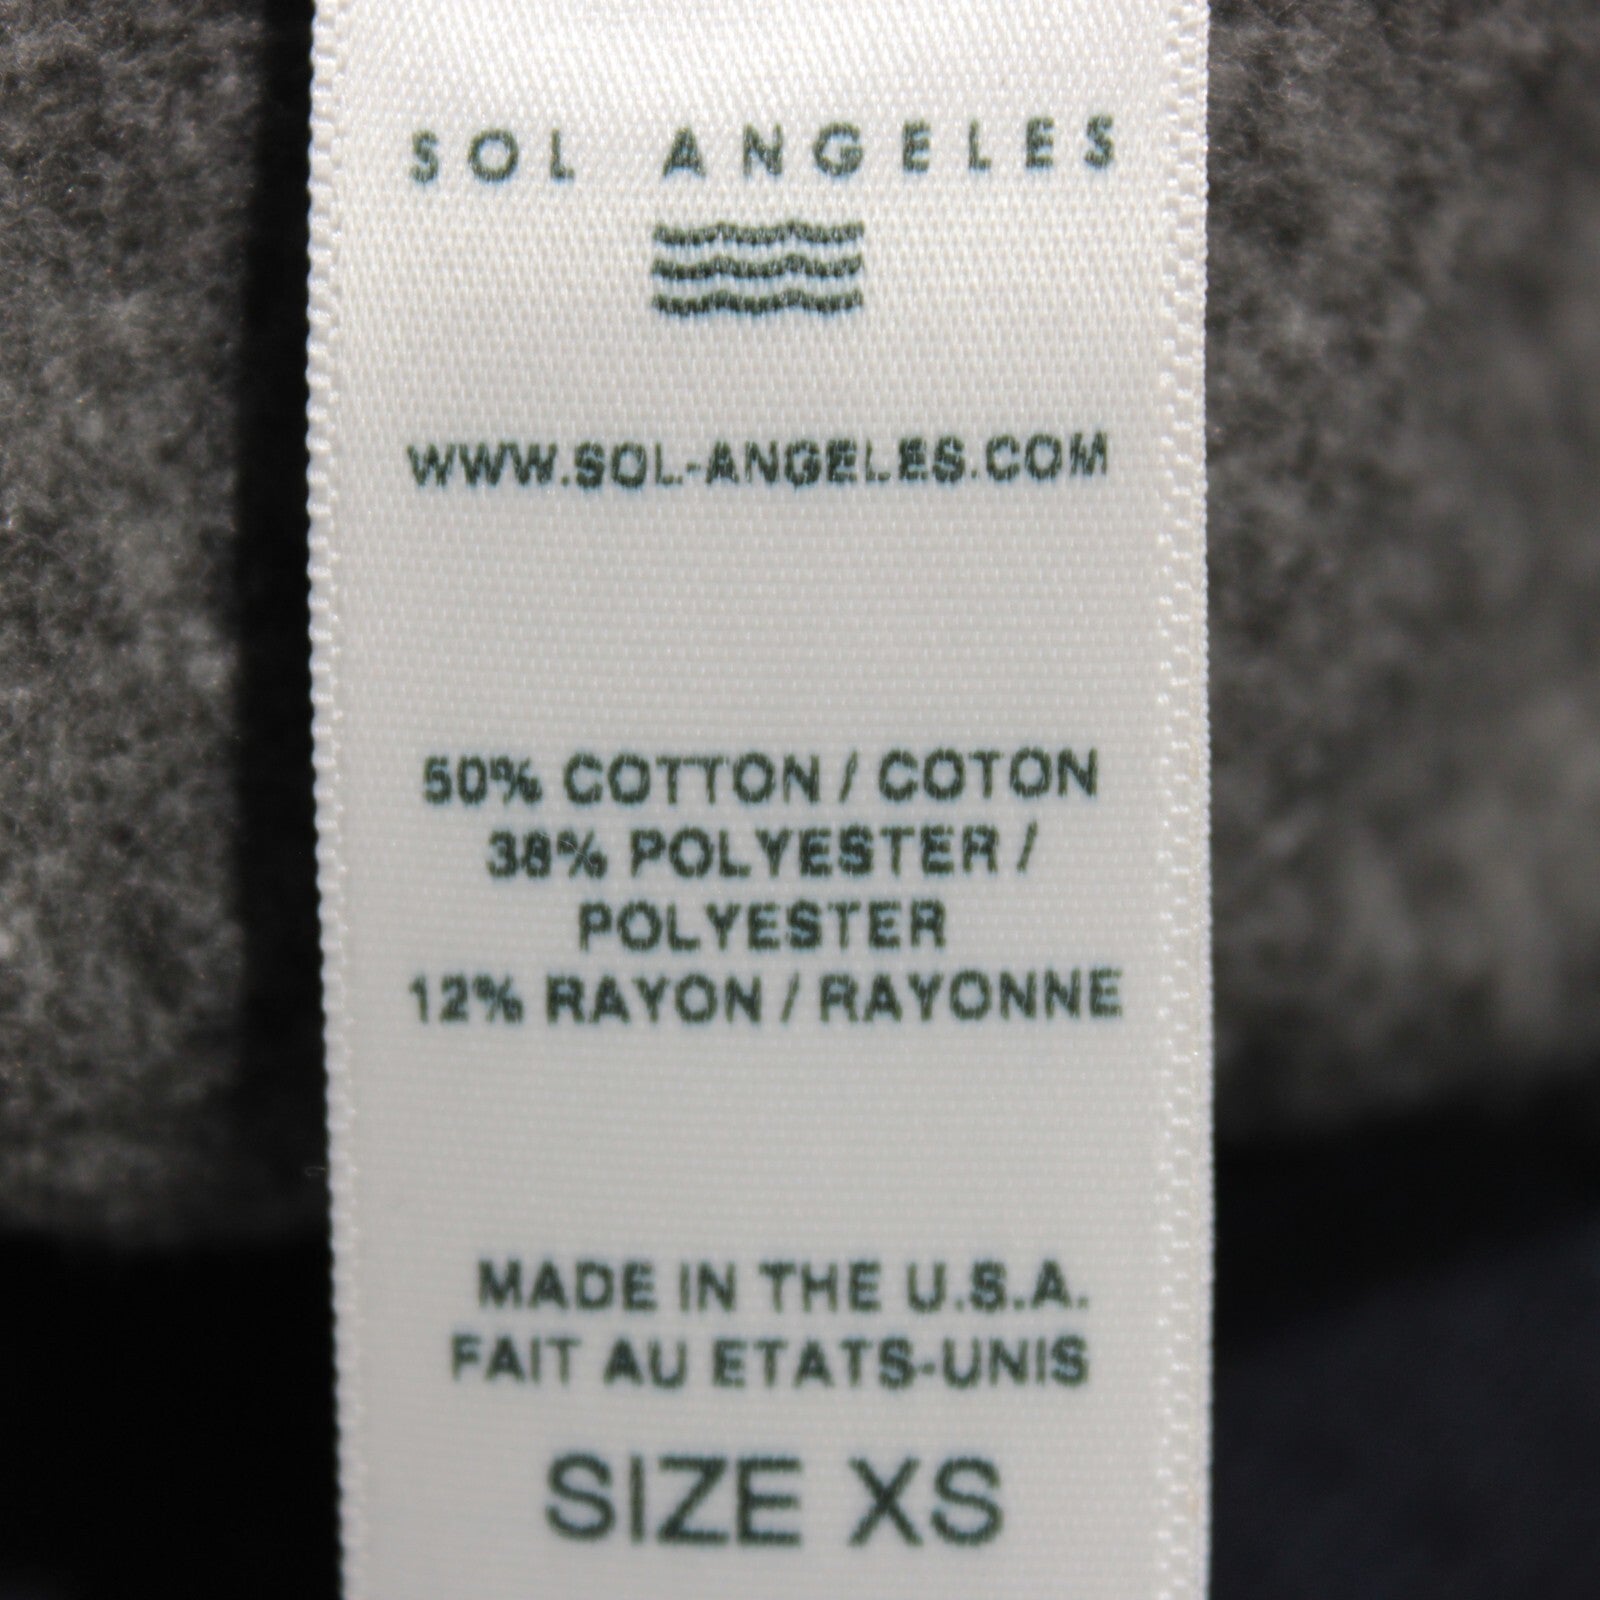 SOL ANGELES
WWW.SOL-ANGELES.COM
50% COTTON / COTON
38% POLYESTER /
POLYESTER
12% RAYON / RAYONNE
MADE IN THE U.S.A.
FAIT AU ETATS-UNIS
SIZE XS